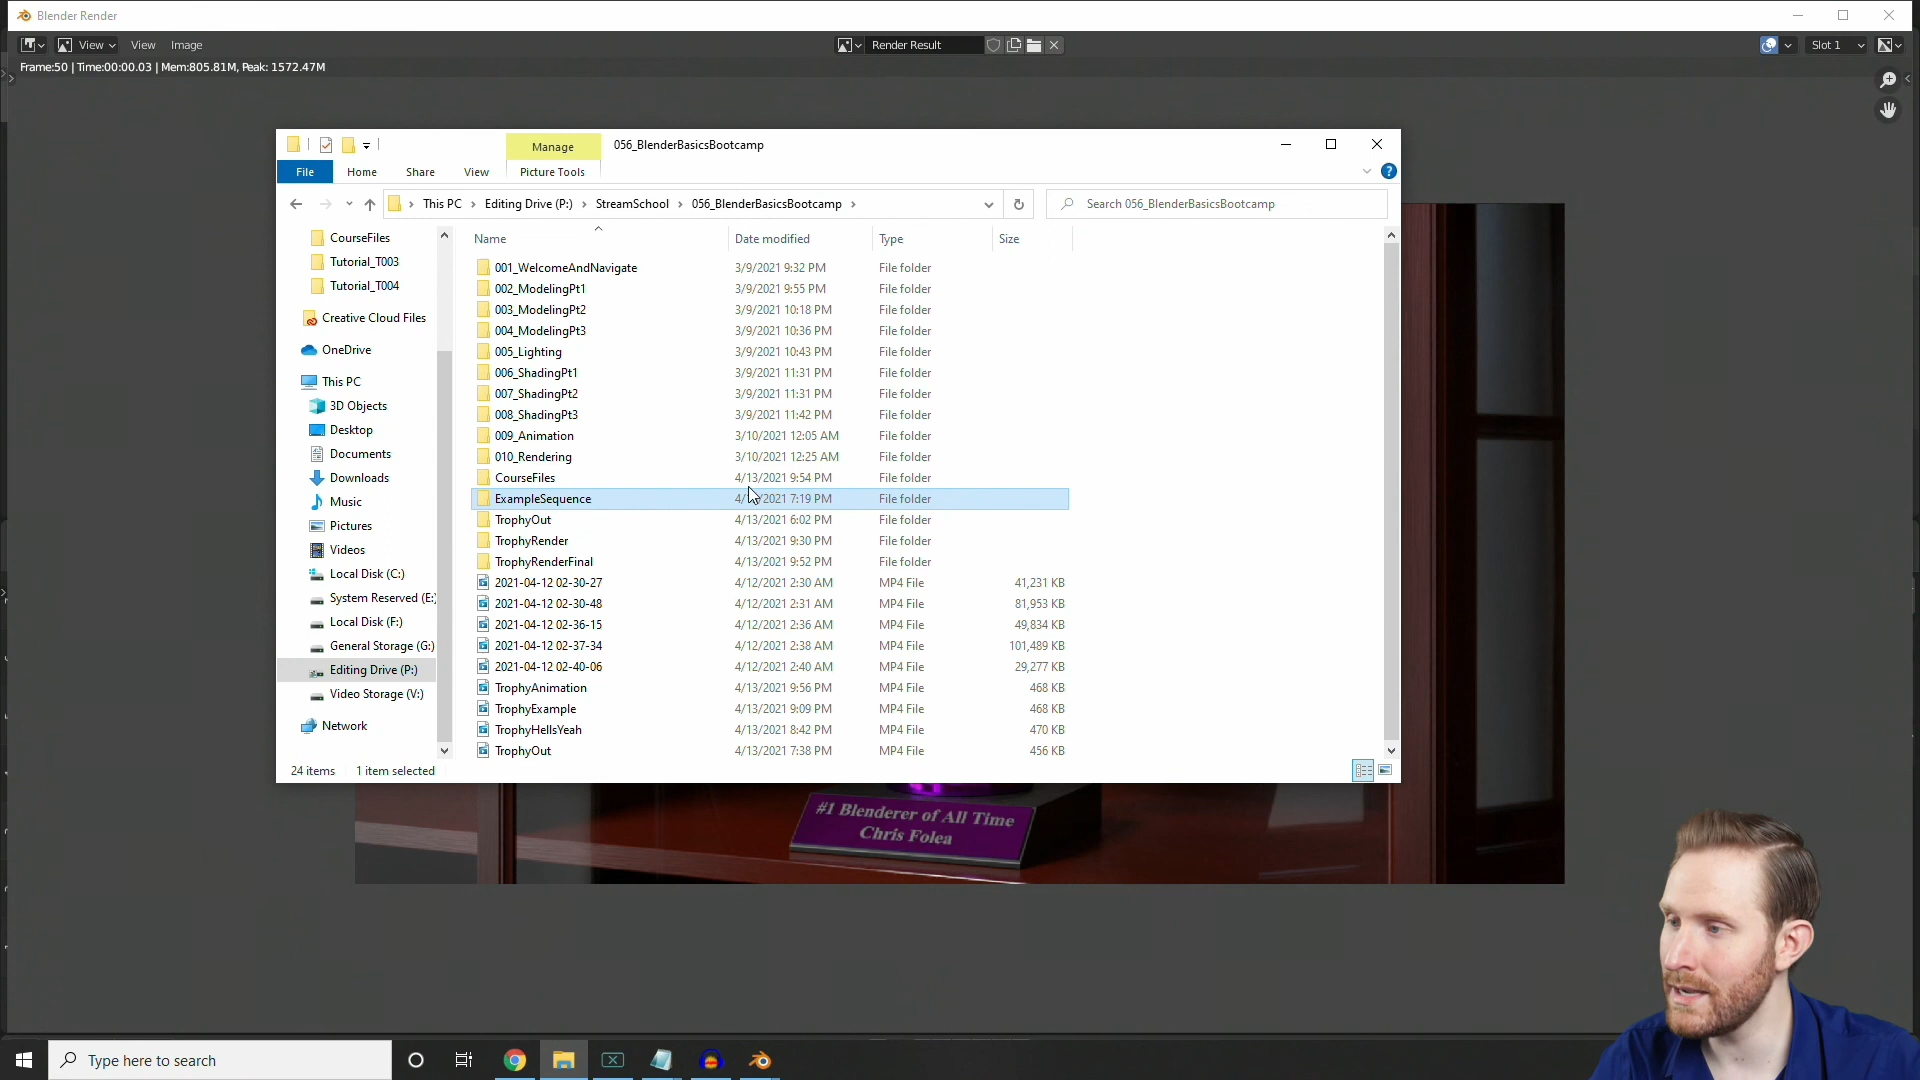 Blender Render
View View Image Render Result Slot 1
Frame:50 | Time:00:00.03 | Mem:805.81M, Peak: 1572.47M
Manage 056_BlenderBasicsBootcamp
File Home Share View Picture Tools
This PC Editing Drive (P:) StreamSchool 056_BlenderBasicsBootcamp Search 056_BlenderBasicsBootcamp
CourseFiles
Tutorial_T003
Tutorial_T004
Creative Cloud Files
OneDrive
This PC
3D Objects
Desktop
Documents
Downloads
Music
Pictures
Videos
Local Disk (C:)
System Reserved (E:)
Local Disk (F:)
General Storage (G:)
Editing Drive (P:)
Video Storage (V:)
Network
Name Date modified Type Size
001_WelcomeAndNavigate 3/9/2021 9:32 PM File folder
002_ModelingPt1 3/9/2021 9:55 PM File folder
003_ModelingPt2 3/9/2021 10:18 PM File folder
004_ModelingPt3 3/9/2021 10:36 PM File folder
005_Lighting 3/9/2021 10:43 PM File folder
006_ShadingPt1 3/9/2021 11:31 PM File folder
007_ShadingPt2 3/9/2021 11:31 PM File folder
008_ShadingPt3 3/9/2021 11:42 PM File folder
009_Animation 3/10/2021 12:05 AM File folder
010_Rendering 3/10/2021 12:25 AM File folder
CourseFiles 4/13/2021 9:54 PM File folder
ExampleSequence 7:19 PM File folder
TrophyOut 4/13/2021 6:02 PM File folder
TrophyRender 4/13/2021 9:30 PM File folder
TrophyRenderFinal 4/13/2021 9:52 PM File folder
2021-04-12 02-30-27 4/12/2021 2:30 AM MP4 File 41,231 KB
2021-04-12 02-30-48 4/12/2021 2:31 AM MP4 File 81,953 KB
2021-04-12 02-36-15 4/12/2021 2:36 AM MP4 File 49,834 KB
2021-04-12 02-37-34 4/12/2021 2:38 AM MP4 File 101,489 KB
2021-04-12 02-40-06 4/12/2021 2:40 AM MP4 File 29,277 KB
TrophyAnimation 4/13/2021 9:56 PM MP4 File 468 KB
TrophyExample 4/13/2021 9:09 PM MP4 File 468 KB
TrophyHellsYeah 4/13/2021 8:42 PM MP4 File 470 KB
TrophyOut 4/13/2021 7:38 PM MP4 File 456 KB
24 items 1 item selected
#1 Blenderer of All Time
Chris Folea
Type here to search